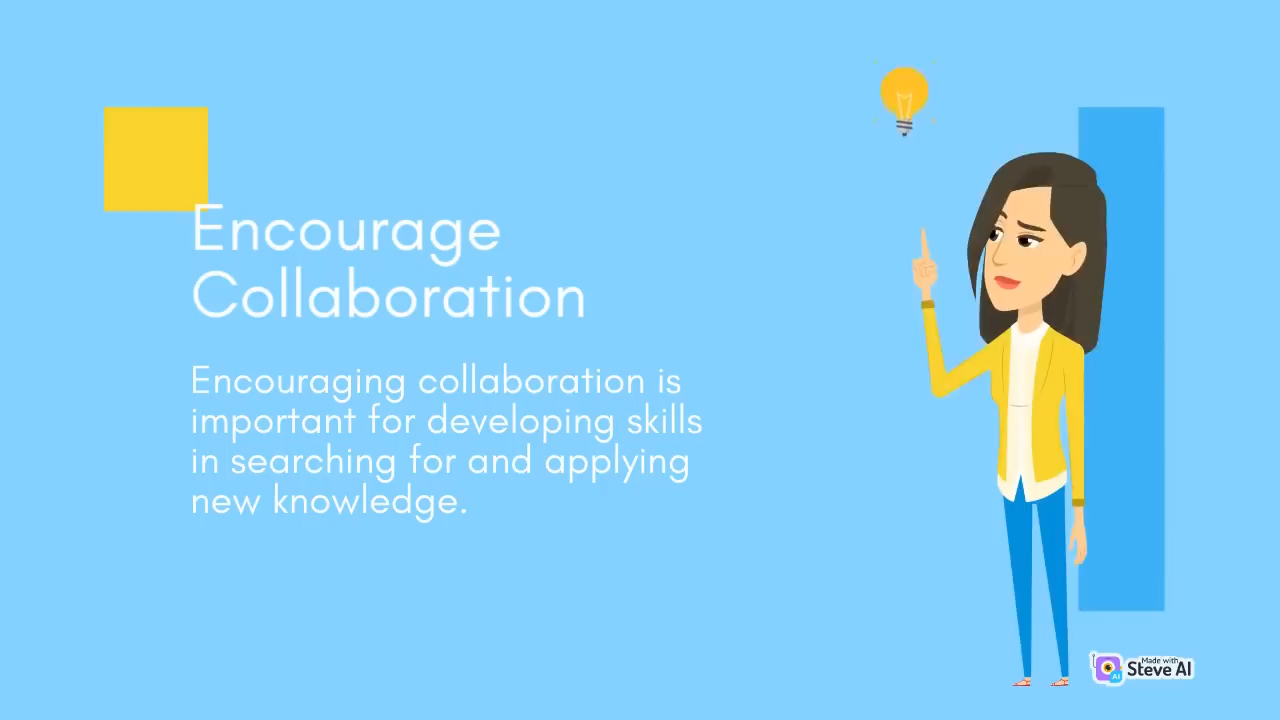 Encourage
Collaboration
Encouraging collaboration is
important for developing skills
in searching for and applying
new knowledge.
Made with
Steve AI
AI